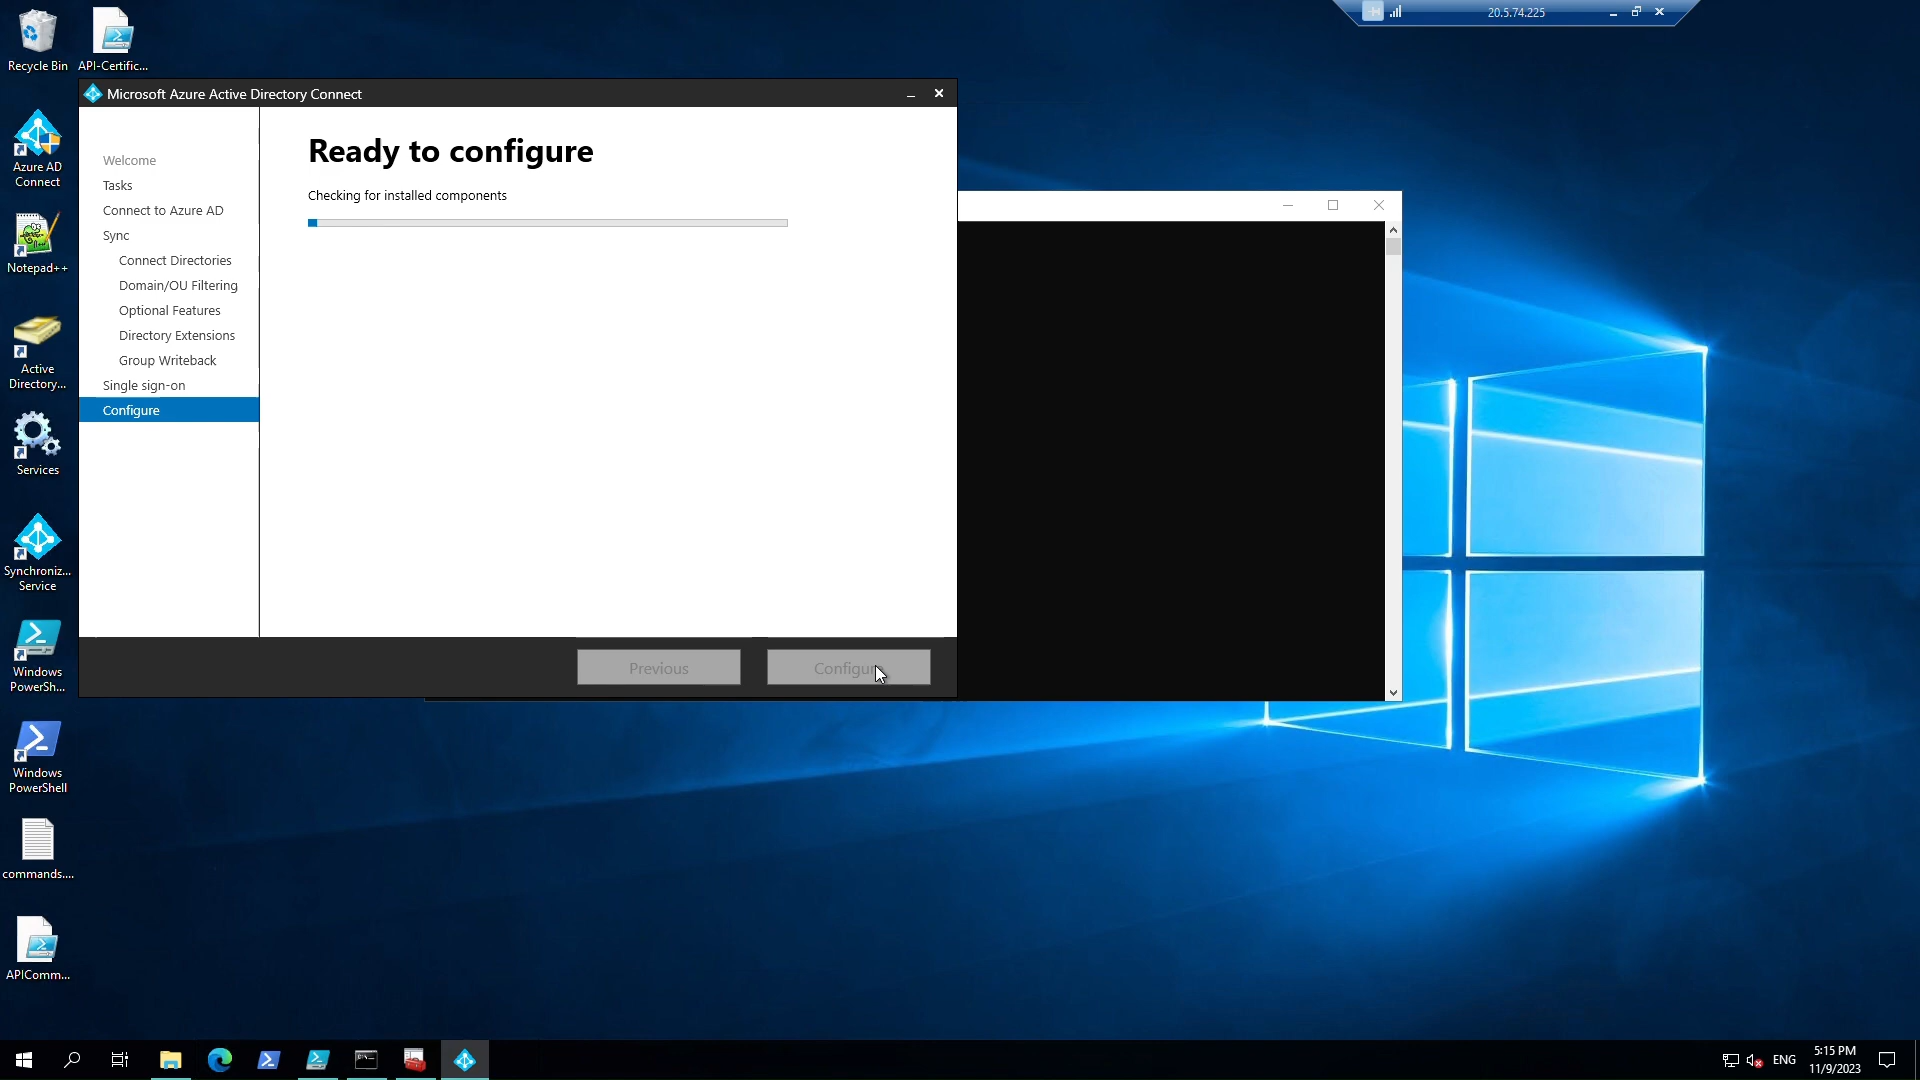 20.5.74.225
Recycle Bin
API-Certific...
Microsoft Azure Active Directory Connect
Welcome
Tasks
Connect to Azure AD
Sync
Connect Directories
Domain/OU Filtering
Optional Features
Directory Extensions
Group Writeback
Single sign-on
Configure
Ready to configure
Checking for installed components
Previous
Configure
Azure AD
Connect
Notepad++
Active
Directory...
Services
Synchroniz...
Service
Windows
PowerSh...
Windows
PowerShell
commands....
APIComm...
ENG
5:15 PM
11/9/2023